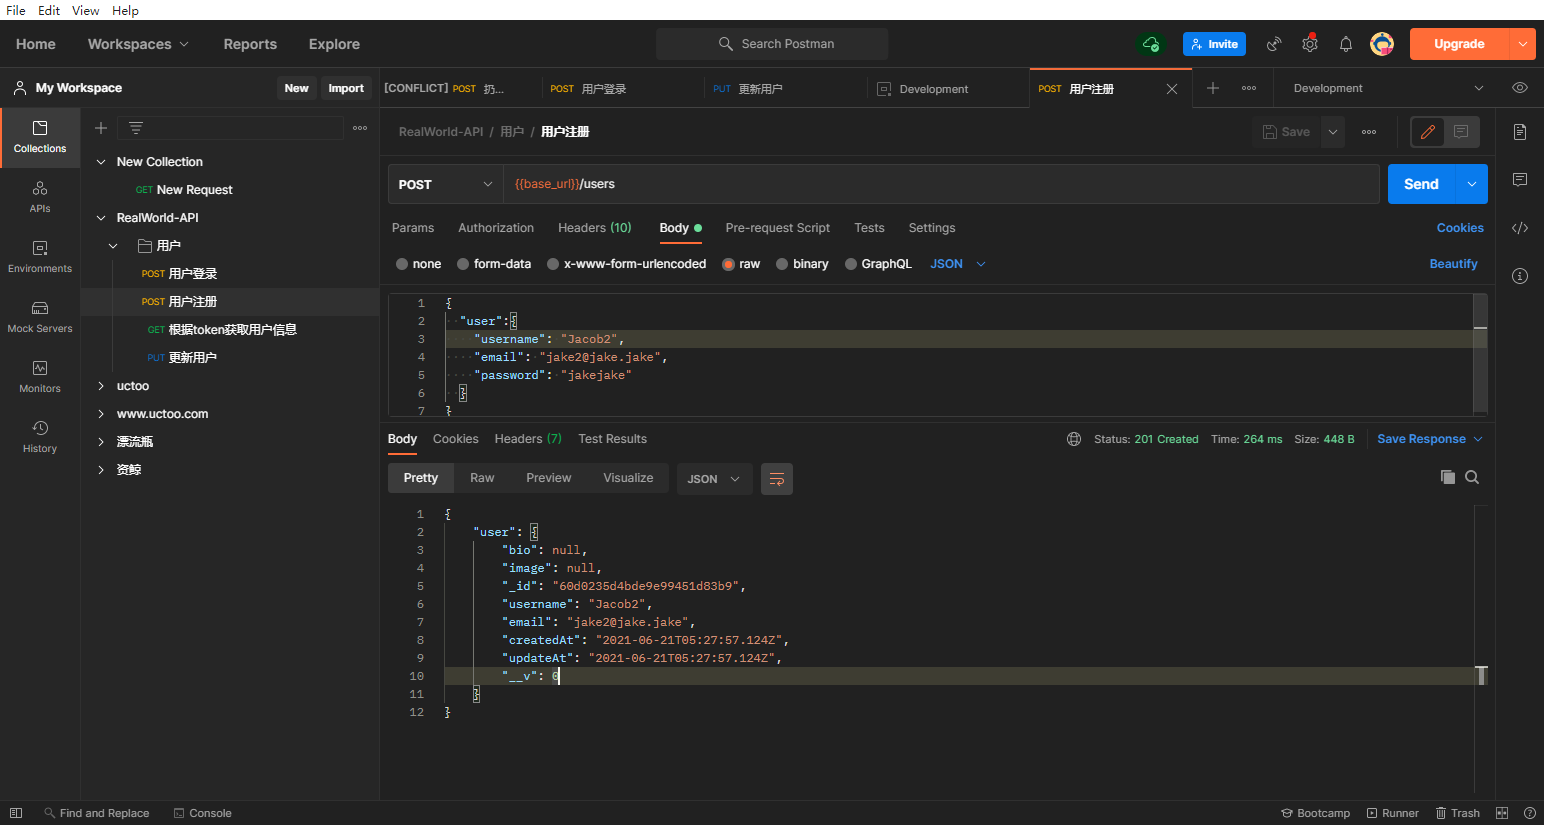 File Edit View Help
Home Workspaces Reports Explore Search Postman Invite Upgrade
My Workspace New Import
[CONFLICT] POST 扔... POST 用户登录 PUT 更新用户 Development POST 用户注册 Development
Collections
APIs
Environments
Mock Servers
Monitors
History
New Collection
GET New Request
RealWorld-API
用户
POST 用户登录
POST 用户注册
GET 根据token获取用户信息
PUT 更新用户
uctoo
www.uctoo.com
漂流瓶
资鲸
RealWorld-API / 用户 / 用户注册 Save
POST {{base_url}}/users Send
Params Authorization Headers (10) Body Pre-request Script Tests Settings Cookies
none form-data x-www-form-urlencoded raw binary GraphQL JSON Beautify
1 {
2 "user":{
3 "username": "Jacob2",
4 "email": "jake2@jake.jake",
5 "password": "jakejake"
6 }
7 }
Body Cookies Headers (7) Test Results Status: 201 Created Time: 264 ms Size: 448 B Save Response
Pretty Raw Preview Visualize JSON
1 {
2 "user": {
3 "bio": null,
4 "image": null,
5 "_id": "60d0235d4bde9e99451d83b9",
6 "username": "Jacob2",
7 "email": "jake2@jake.jake",
8 "createdAt": "2021-06-21T05:27:57.124Z",
9 "updateAt": "2021-06-21T05:27:57.124Z",
10 "__v": 0
11 }
12 }
Find and Replace Console Bootcamp Runner Trash